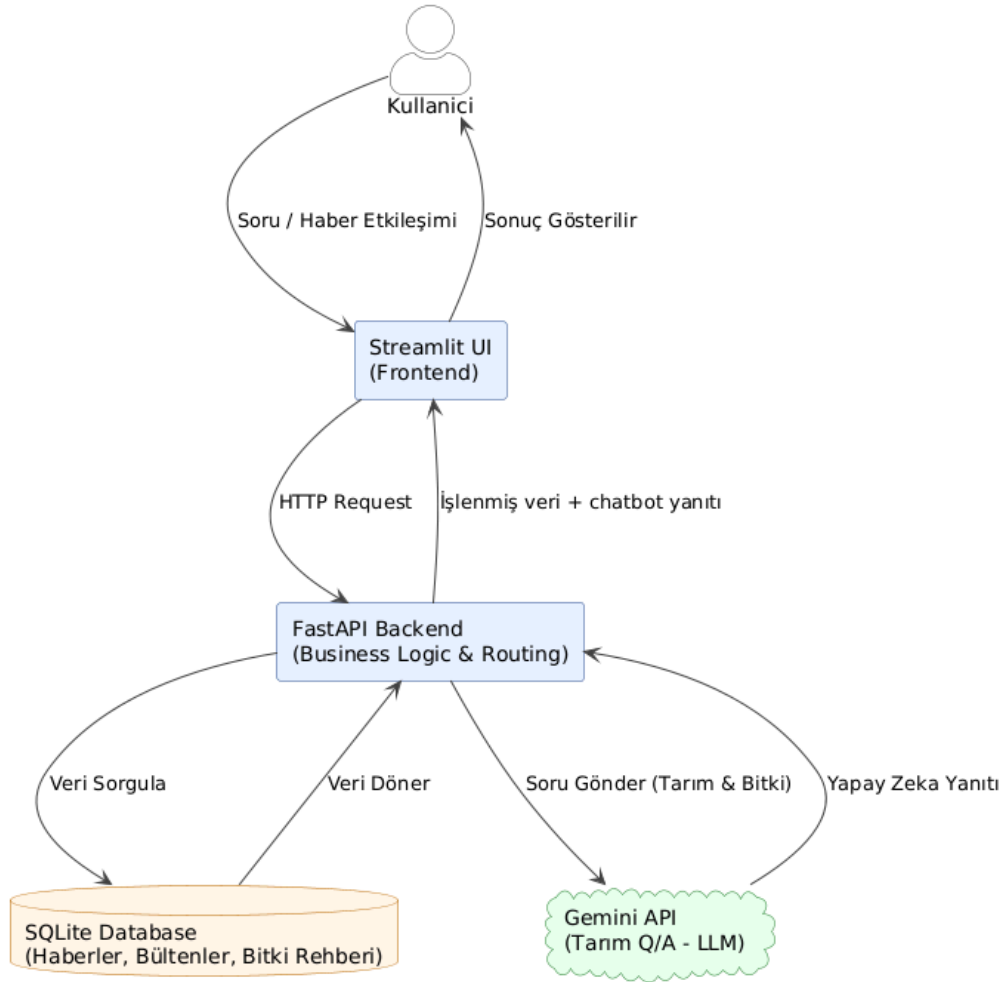 Kullanici
Soru / Haber Etkileşimi
Sonuç Gösterilir
Streamlit UI
(Frontend)
HTTP Request
İşlenmiş veri + chatbot yanıtı
FastAPI Backend
(Business Logic & Routing)
Veri Sorgula
Veri Döner
Soru Gönder (Tarım & Bitki)
Yapay Zeka Yanıtı
SQLite Database
(Haberler, Bültenler, Bitki Rehberi)
Gemini API
(Tarım Q/A - LLM)